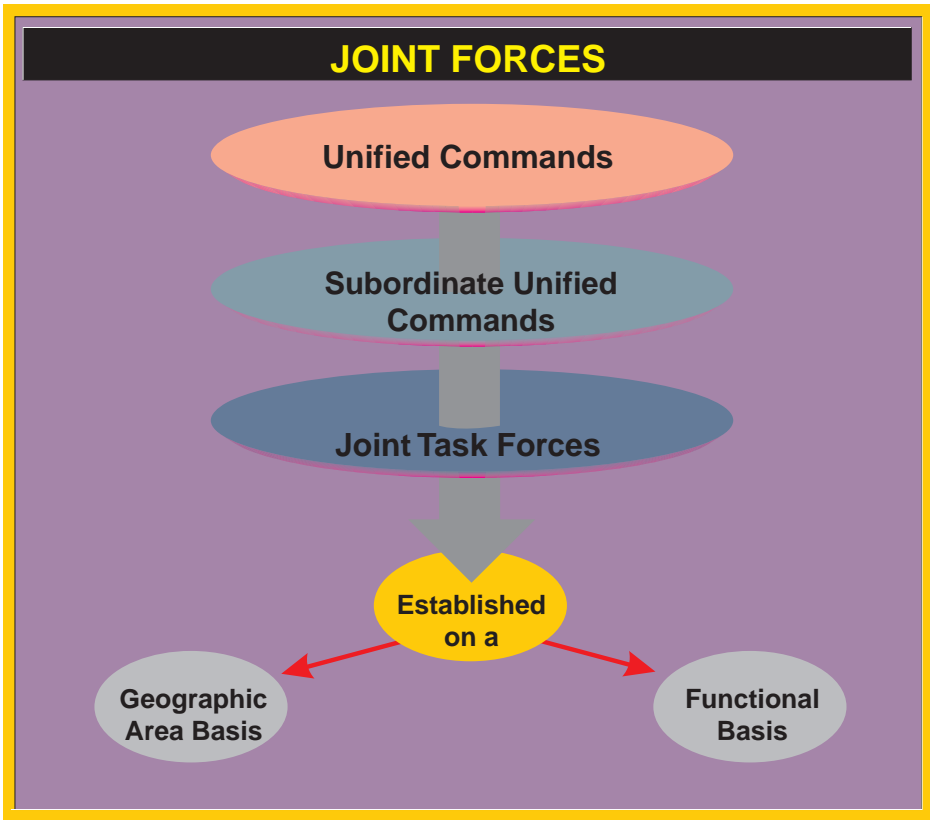 JOINT FORCES
Unified Commands
Subordinate Unified
Commands
Joint Task Forces
Established
on a
Geographic
Area Basis
Functional
Basis